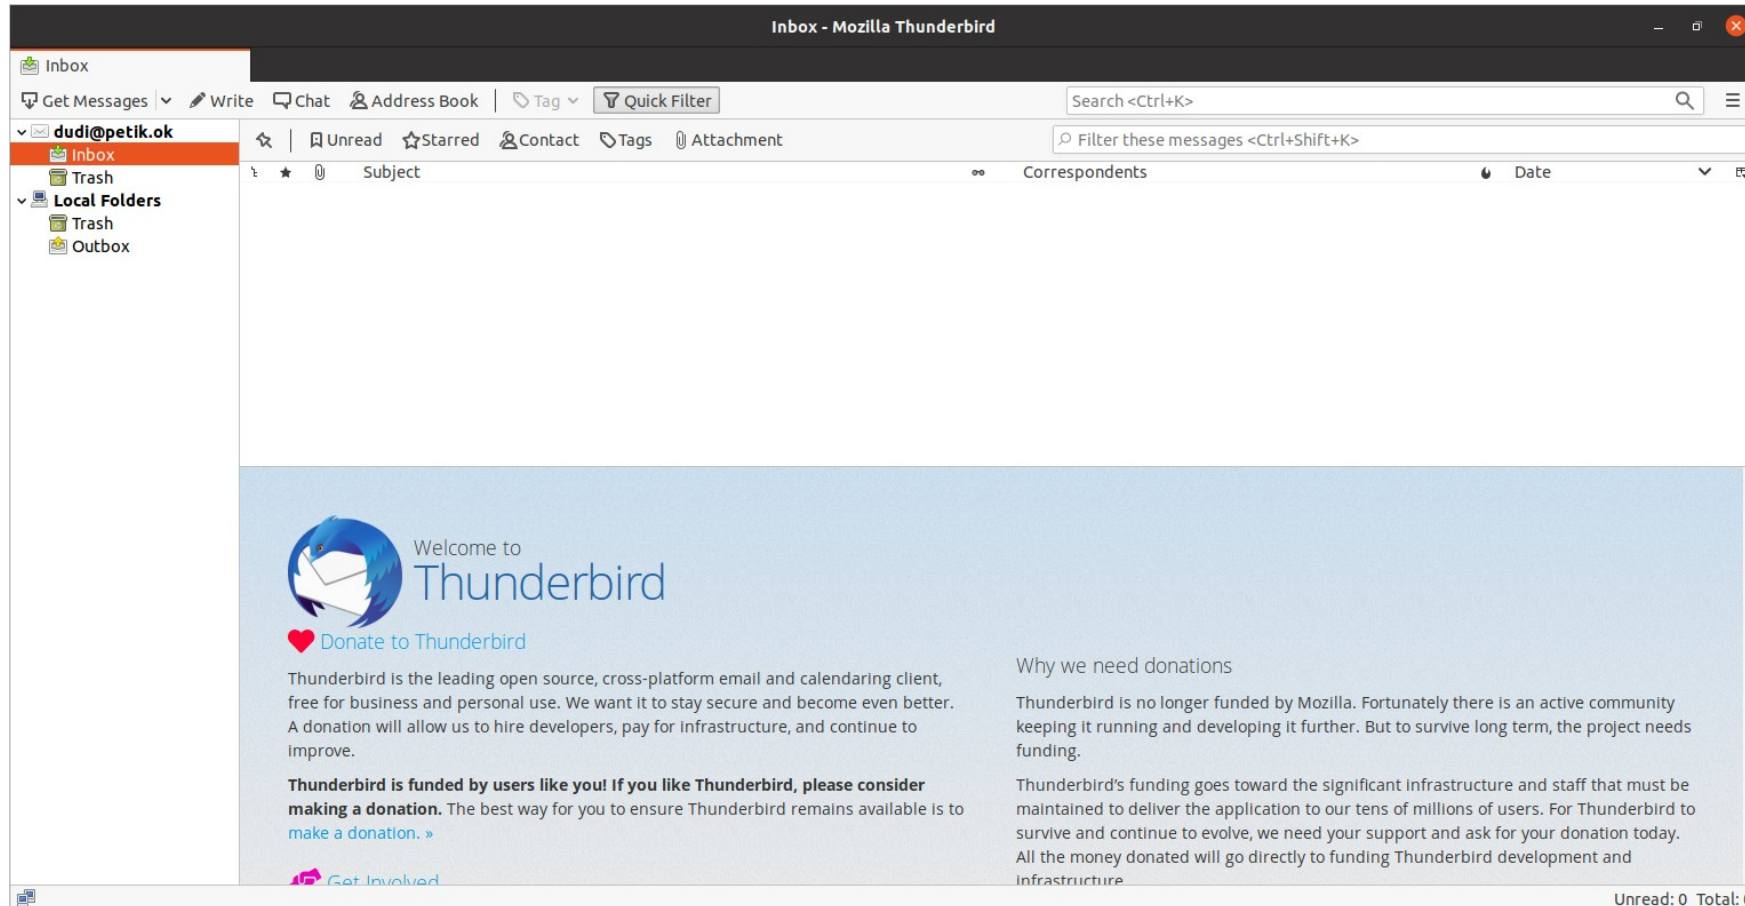 Inbox - Mozilla Thunderbird
Inbox
Get Messages Write Chat Address Book Tag Quick Filter Search <Ctrl+K>
dudi@petik.ok
Inbox
Trash
Local Folders
Trash
Outbox
Unread Starred Contact Tags Attachment Filter these messages <Ctrl+Shift+K>
Subject Correspondents Date
Welcome to
Thunderbird
Donate to Thunderbird
Thunderbird is the leading open source, cross-platform email and calendaring client,
free for business and personal use. We want it to stay secure and become even better.
A donation will allow us to hire developers, pay for infrastructure, and continue to
improve.
Thunderbird is funded by users like you! If you like Thunderbird, please consider
making a donation. The best way for you to ensure Thunderbird remains available is to
make a donation. »
Get Involved
Why we need donations
Thunderbird is no longer funded by Mozilla. Fortunately there is an active community
keeping it running and developing it further. But to survive long term, the project needs
funding.
Thunderbird’s funding goes toward the significant infrastructure and staff that must be
maintained to deliver the application to our tens of millions of users. For Thunderbird to
survive and continue to evolve, we need your support and ask for your donation today.
All the money donated will go directly to funding Thunderbird development and
infrastructure
Unread: 0 Total: